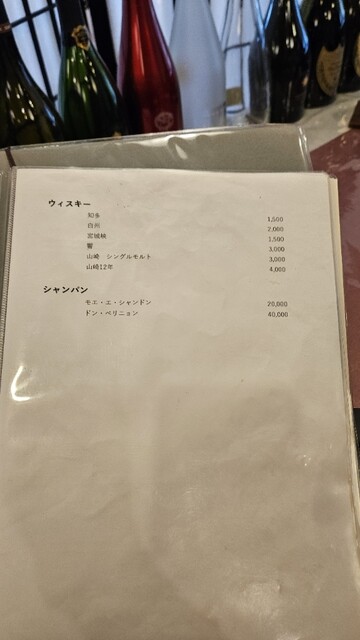 ウィスキー
知多 1,500
白州 2,000
宮城峡 1,500
響 3,000
山崎 シングルモルト 3,000
山崎12年 4,000
シャンパン
モエ・エ・シャンドン 20,000
ドン・ペリニョン 40,000